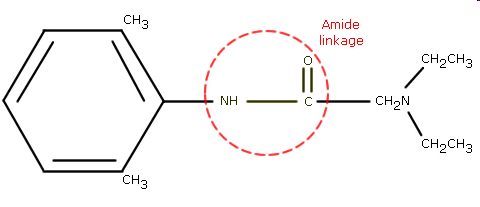 CH3
Amide
linkage
O
CH2CH3
NH
C
CH2N
CH2CH3
CH3